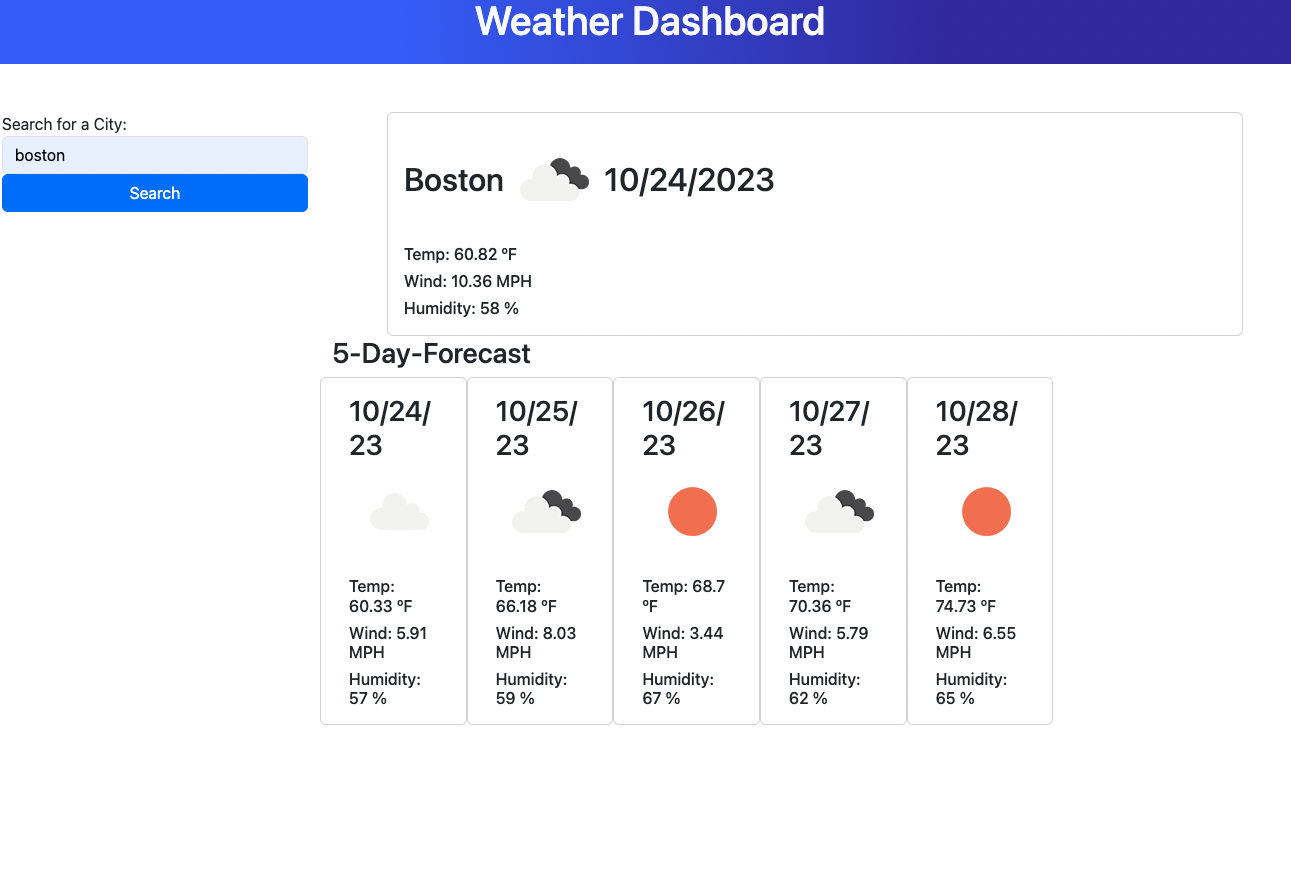 Weather Dashboard
Search for a City:
boston
Search
Boston 10/24/2023
Temp: 60.82 ºF
Wind: 10.36 MPH
Humidity: 58 %
5-Day-Forecast
10/24/
23
Temp:
60.33 ºF
Wind: 5.91
MPH
Humidity:
57 %
10/25/
23
Temp:
66.18 ºF
Wind: 8.03
MPH
Humidity:
59 %
10/26/
23
Temp: 68.7
ºF
Wind: 3.44
MPH
Humidity:
67 %
10/27/
23
Temp:
70.36 ºF
Wind: 5.79
MPH
Humidity:
62 %
10/28/
23
Temp:
74.73 ºF
Wind: 6.55
MPH
Humidity:
65 %